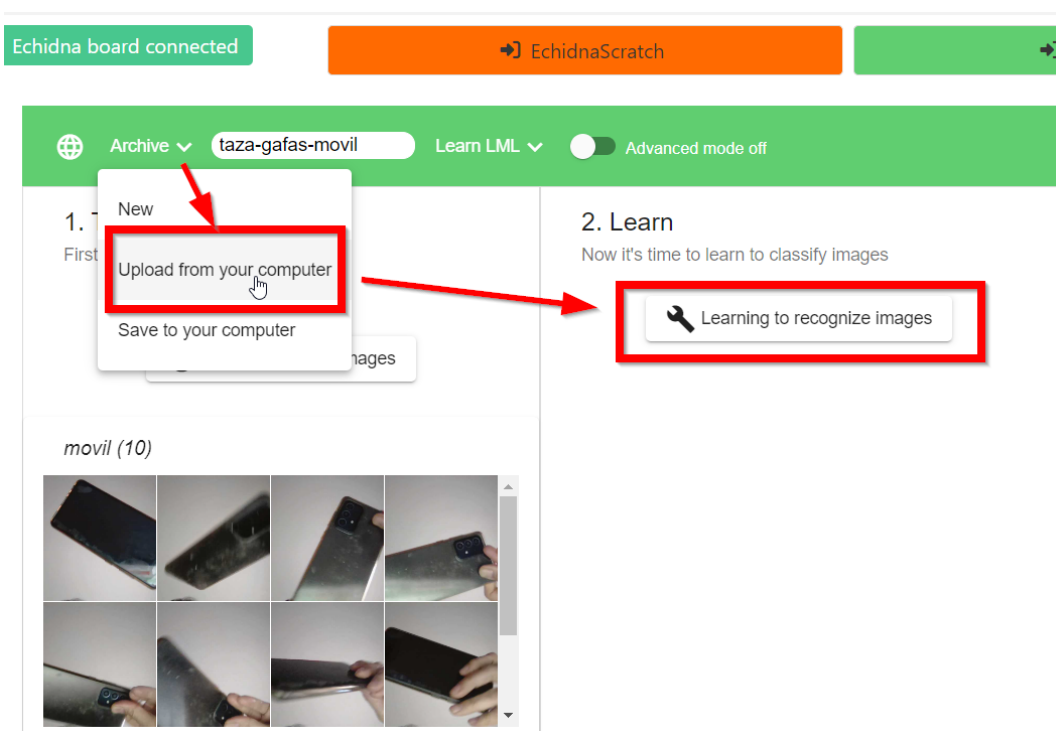 Echidna board connected
EchidnaScratch
Archive
taza-gafas-movil
Learn LML
Advanced mode off
New
Upload from your computer
Save to your computer
1.
First
2. Learn
Now it's time to learn to classify images
Learning to recognize images
movil (10)